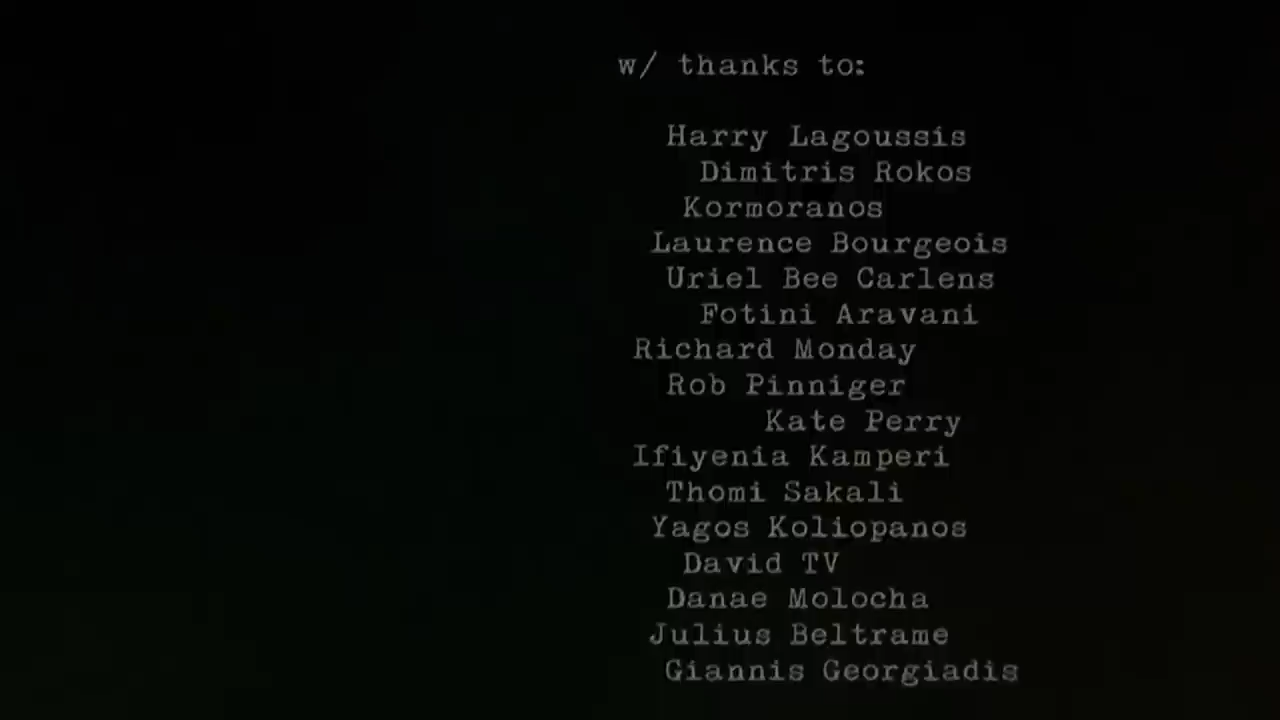 w/ thanks to:
Harry Lagoussis
Dimitris Rokos
Kormoranos
Laurence Bourgeois
Uriel Bee Carlens
Fotini Aravani
Richard Monday
Rob Pinniger
Kate Perry
Ifiyenia Kamperi
Thomi Sakali
Yagos Koliopanos
David TV
Danae Molocha
Julius Beltrame
Giannis Georgiadis